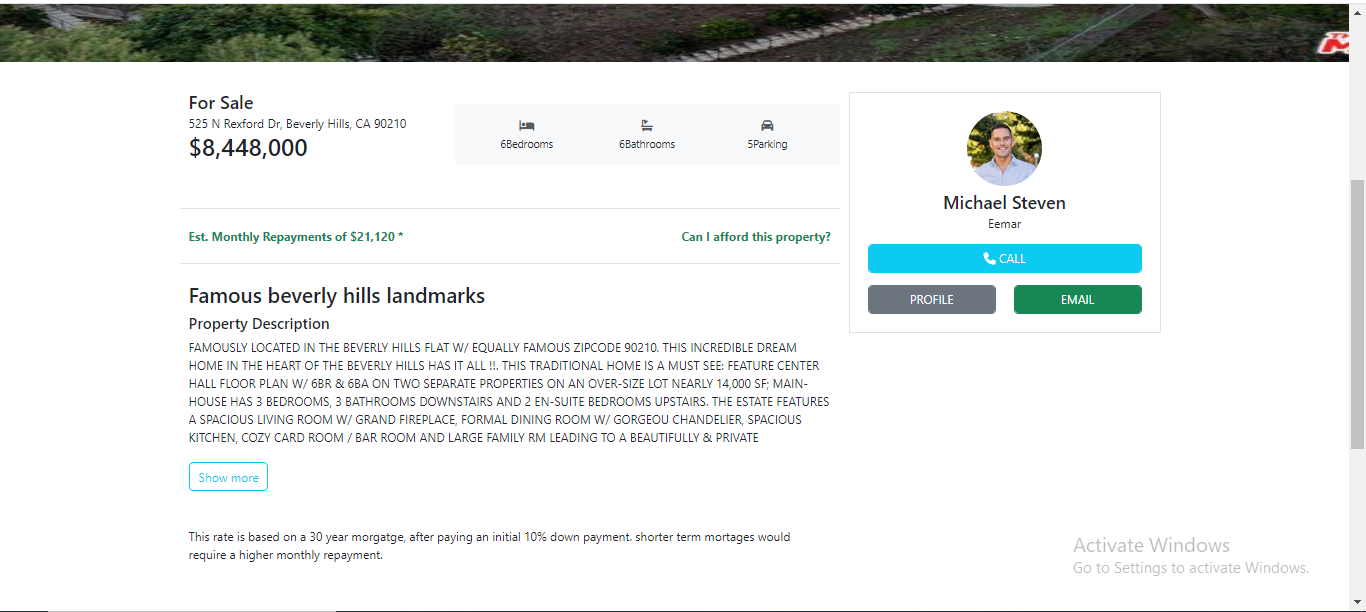 For Sale
525 N Rexford Dr, Beverly Hills, CA 90210
$8,448,000
6Bedrooms
6Bathrooms
5Parking
Est. Monthly Repayments of $21,120 *
Can I afford this property?
Famous beverly hills landmarks
Property Description
FAMOUSLY LOCATED IN THE BEVERLY HILLS FLAT W/ EQUALLY FAMOUS ZIPCODE 90210. THIS INCREDIBLE DREAM
HOME IN THE HEART OF THE BEVERLY HILLS HAS IT ALL !!. THIS TRADITIONAL HOME IS A MUST SEE: FEATURE CENTER
HALL FLOOR PLAN W/ 6BR & 6BA ON TWO SEPARATE PROPERTIES ON AN OVER-SIZE LOT NEARLY 14,000 SF; MAIN-
HOUSE HAS 3 BEDROOMS, 3 BATHROOMS DOWNSTAIRS AND 2 EN-SUITE BEDROOMS UPSTAIRS. THE ESTATE FEATURES
A SPACIOUS LIVING ROOM W/ GRAND FIREPLACE, FORMAL DINING ROOM W/ GORGEOU CHANDELIER, SPACIOUS
KITCHEN, COZY CARD ROOM / BAR ROOM AND LARGE FAMILY RM LEADING TO A BEAUTIFULLY & PRIVATE
Show more
This rate is based on a 30 year morgatge, after paying an initial 10% down payment. shorter term mortages would
require a higher monthly repayment.
Michael Steven
Eemar
CALL
PROFILE
EMAIL
Activate Windows
Go to Settings to activate Windows.